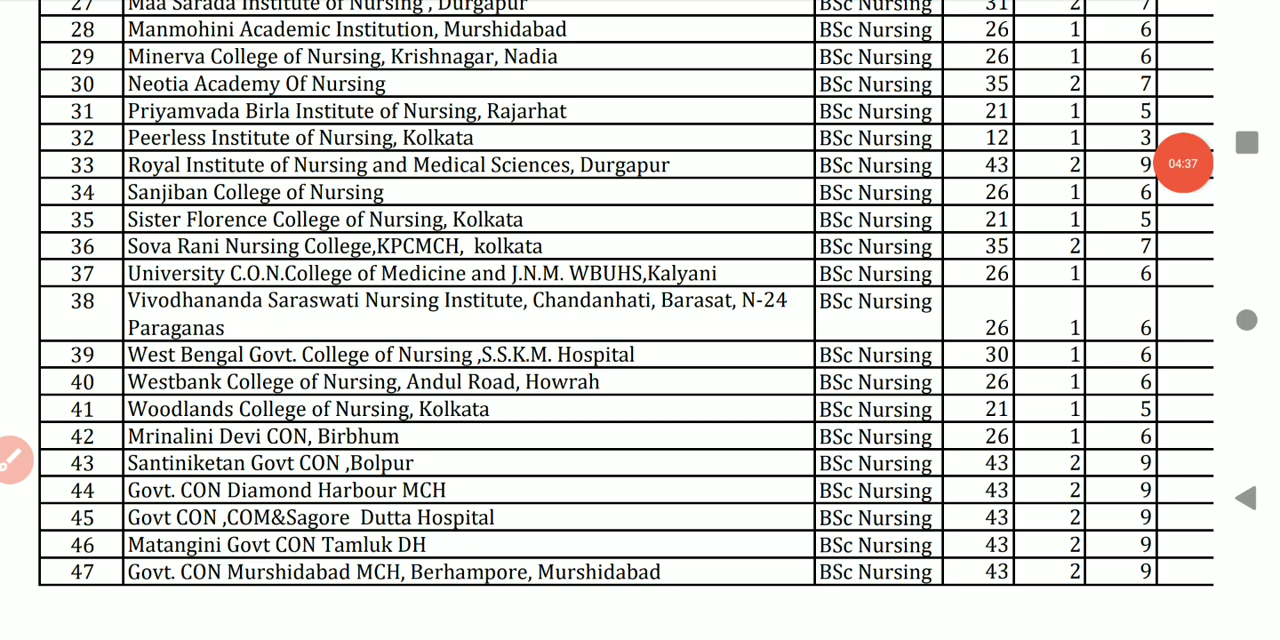 27 Maa Sarada Institute of Nursing , Durgapur BSc Nursing 31 2 7
28 Manmohini Academic Institution, Murshidabad BSc Nursing 26 1 6
29 Minerva College of Nursing, Krishnagar, Nadia BSc Nursing 26 1 6
30 Neotia Academy Of Nursing BSc Nursing 35 2 7
31 Priyamvada Birla Institute of Nursing, Rajarhat BSc Nursing 21 1 5
32 Peerless Institute of Nursing, Kolkata BSc Nursing 12 1 3
33 Royal Institute of Nursing and Medical Sciences, Durgapur BSc Nursing 43 2 9
04:37
34 Sanjiban College of Nursing BSc Nursing 26 1 6
35 Sister Florence College of Nursing, Kolkata BSc Nursing 21 1 5
36 Sova Rani Nursing College,KPCMCH, kolkata BSc Nursing 35 2 7
37 University C.O.N.College of Medicine and J.N.M. WBUHS,Kalyani BSc Nursing 26 1 6
38 Vivodhananda Saraswati Nursing Institute, Chandanhati, Barasat, N-24 BSc Nursing
Paraganas 26 1 6
39 West Bengal Govt. College of Nursing ,S.S.K.M. Hospital BSc Nursing 30 1 6
40 Westbank College of Nursing, Andul Road, Howrah BSc Nursing 26 1 6
41 Woodlands College of Nursing, Kolkata BSc Nursing 21 1 5
42 Mrinalini Devi CON, Birbhum BSc Nursing 26 1 6
43 Santiniketan Govt CON ,Bolpur BSc Nursing 43 2 9
44 Govt. CON Diamond Harbour MCH BSc Nursing 43 2 9
45 Govt CON ,COM&Sagore Dutta Hospital BSc Nursing 43 2 9
46 Matangini Govt CON Tamluk DH BSc Nursing 43 2 9
47 Govt. CON Murshidabad MCH, Berhampore, Murshidabad BSc Nursing 43 2 9